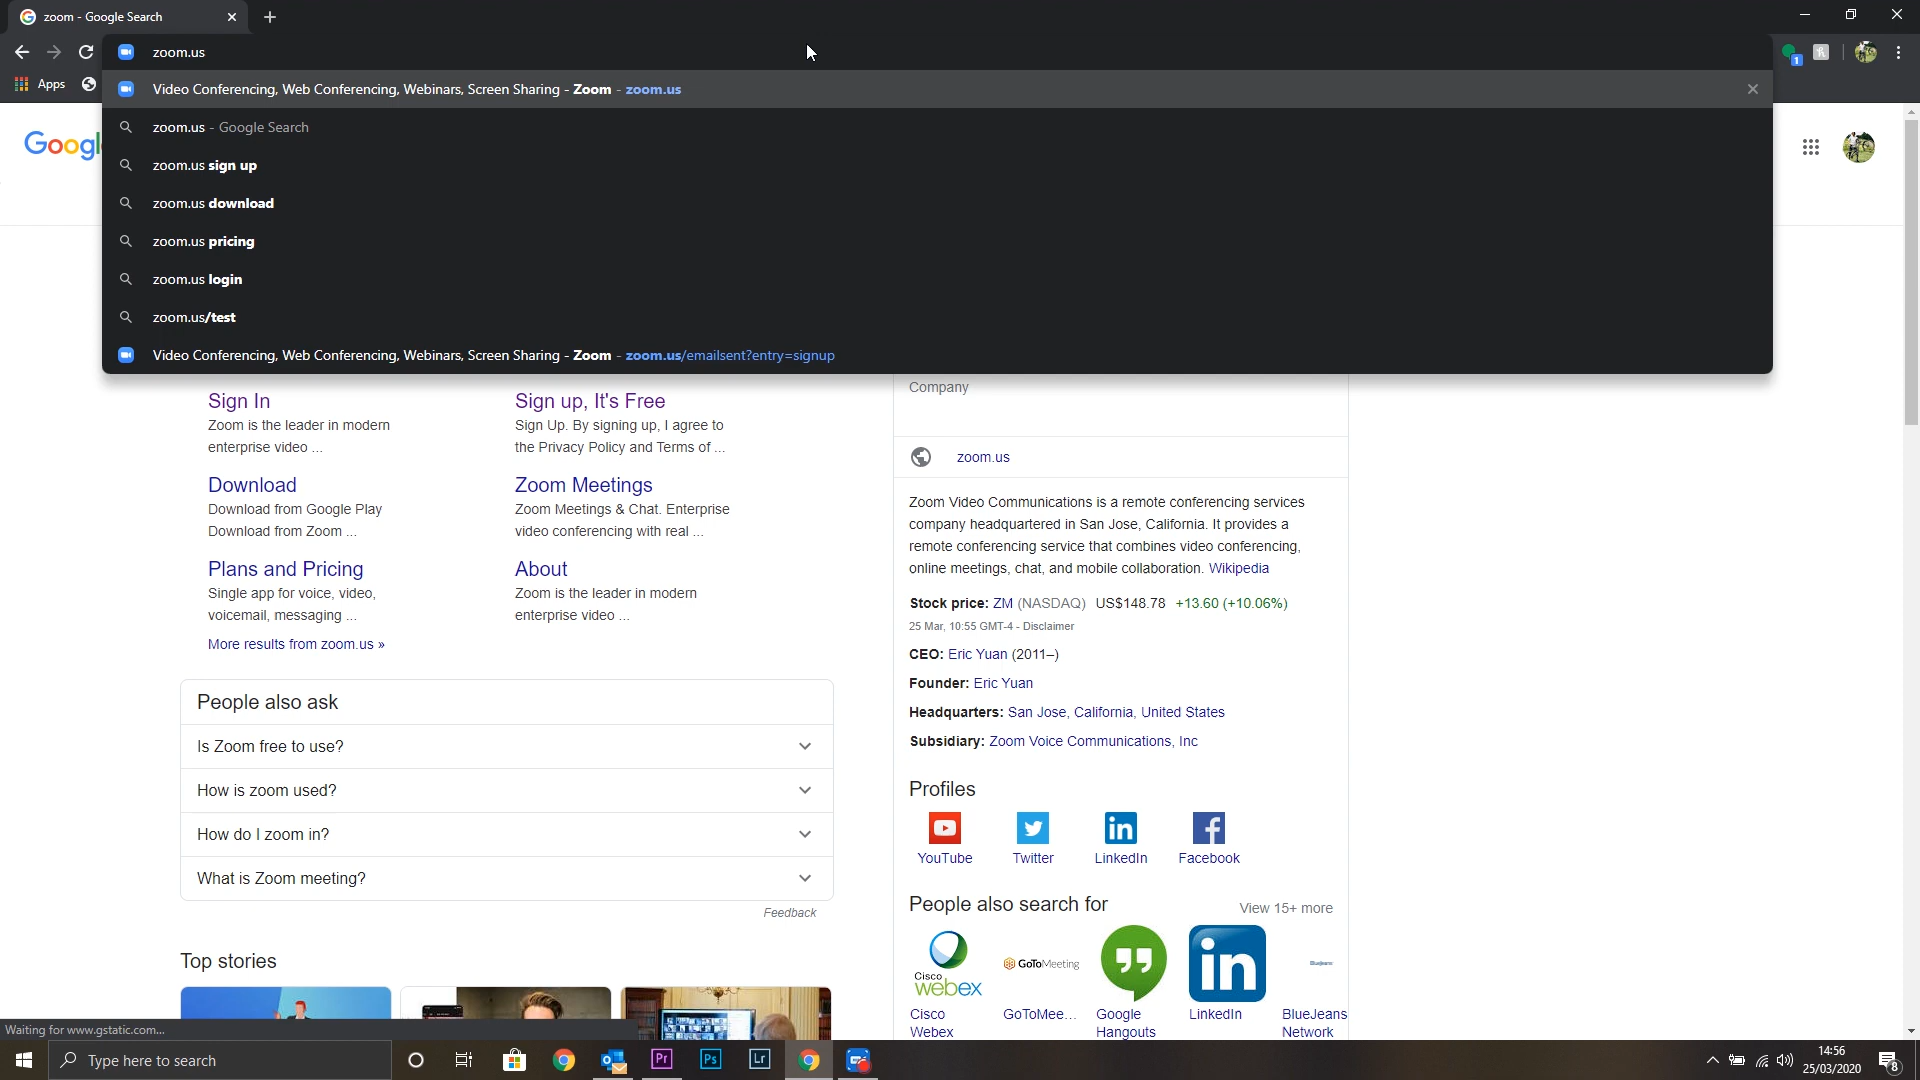 zoom - Google Search
zoom.us
Apps
Video Conferencing, Web Conferencing, Webinars, Screen Sharing - Zoom - zoom.us
zoom.us - Google Search
zoom.us sign up
zoom.us download
zoom.us pricing
zoom.us login
zoom.us/test
Video Conferencing, Web Conferencing, Webinars, Screen Sharing - Zoom - zoom.us/emailsent?entry=signup
1
Googl
Sign In
Zoom is the leader in modern
enterprise video ...
Sign up, It's Free
Sign Up. By signing up, I agree to
the Privacy Policy and Terms of ...
Download
Download from Google Play
Download from Zoom ...
Zoom Meetings
Zoom Meetings & Chat. Enterprise
video conferencing with real ...
Plans and Pricing
Single app for voice, video,
voicemail, messaging ...
About
Zoom is the leader in modern
enterprise video ...
More results from zoom.us »
People also ask
Is Zoom free to use?
How is zoom used?
How do I zoom in?
What is Zoom meeting?
Feedback
Top stories
Company
zoom.us
Zoom Video Communications is a remote conferencing services
company headquartered in San Jose, California. It provides a
remote conferencing service that combines video conferencing,
online meetings, chat, and mobile collaboration. Wikipedia
Stock price: ZM (NASDAQ) US$148.78 +13.60 (+10.06%)
25 Mar, 10:55 GMT-4 - Disclaimer
CEO: Eric Yuan (2011–)
Founder: Eric Yuan
Headquarters: San Jose, California, United States
Subsidiary: Zoom Voice Communications, Inc
Profiles
YouTube
Twitter
LinkedIn
Facebook
People also search for
View 15+ more
Cisco
webex
GoToMeeting
in
BlueJeans
Cisco
Webex
GoToMee...
Google
Hangouts
LinkedIn
BlueJeans
Network
Waiting for www.gstatic.com...
Type here to search
Pr
Ps
Lr
14:56
25/03/2020
8